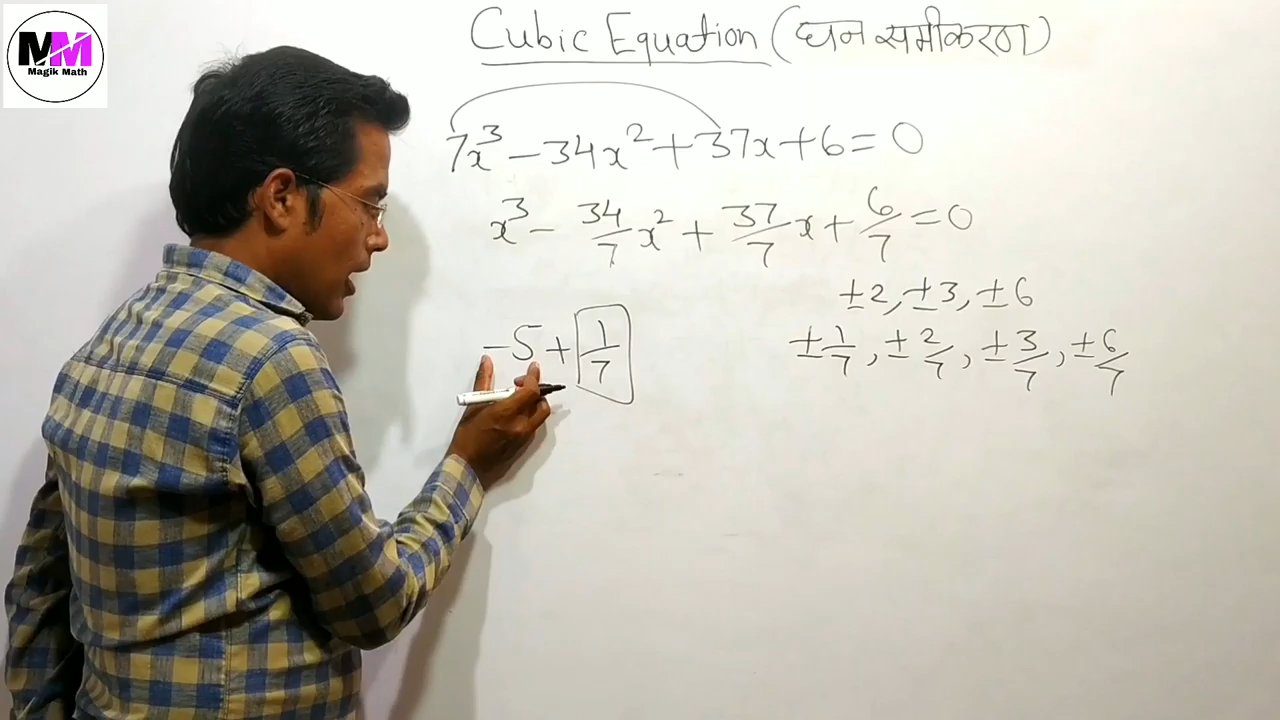 MM
Magik Math
Cubic Equation (घन समीकरण)
7x³ - 34x² + 37x + 6 = 0
x³ - 34/7 x² + 37/7 x + 6/7 = 0
±2, ±3, ±6
-5 + 1/7
±1/7, ±2/7, ±3/7, ±6/7